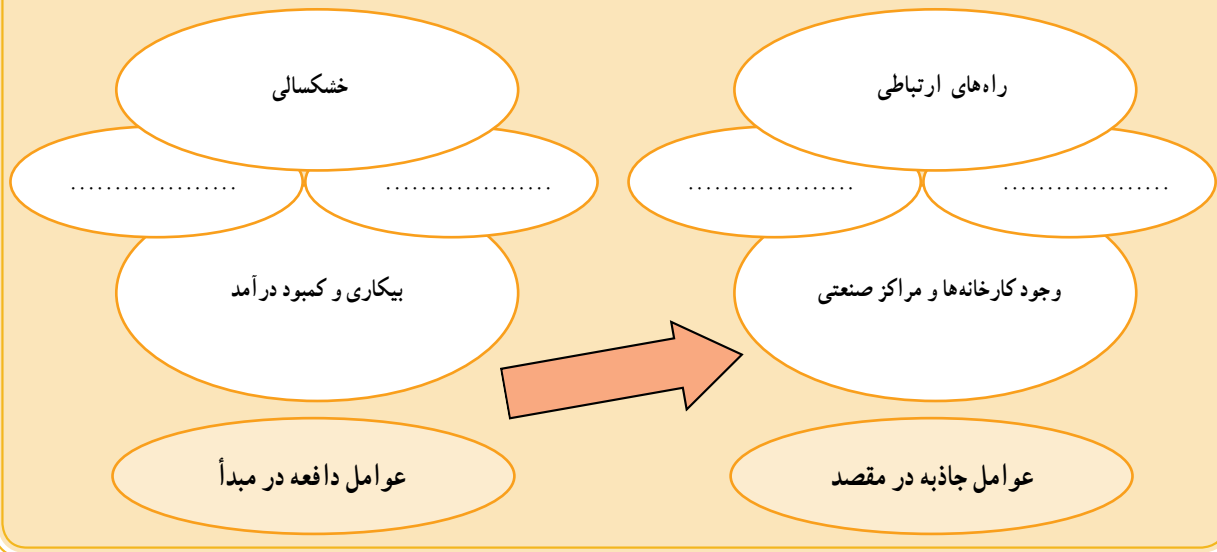 راه‌های ارتباطی
خشکسالی
................... ...................
................... ...................
وجود کارخانه‌ها و مراکز صنعتی
بیکاری و کمبود درآمد
عوامل جاذبه در مقصد
عوامل دافعه در مبدأ